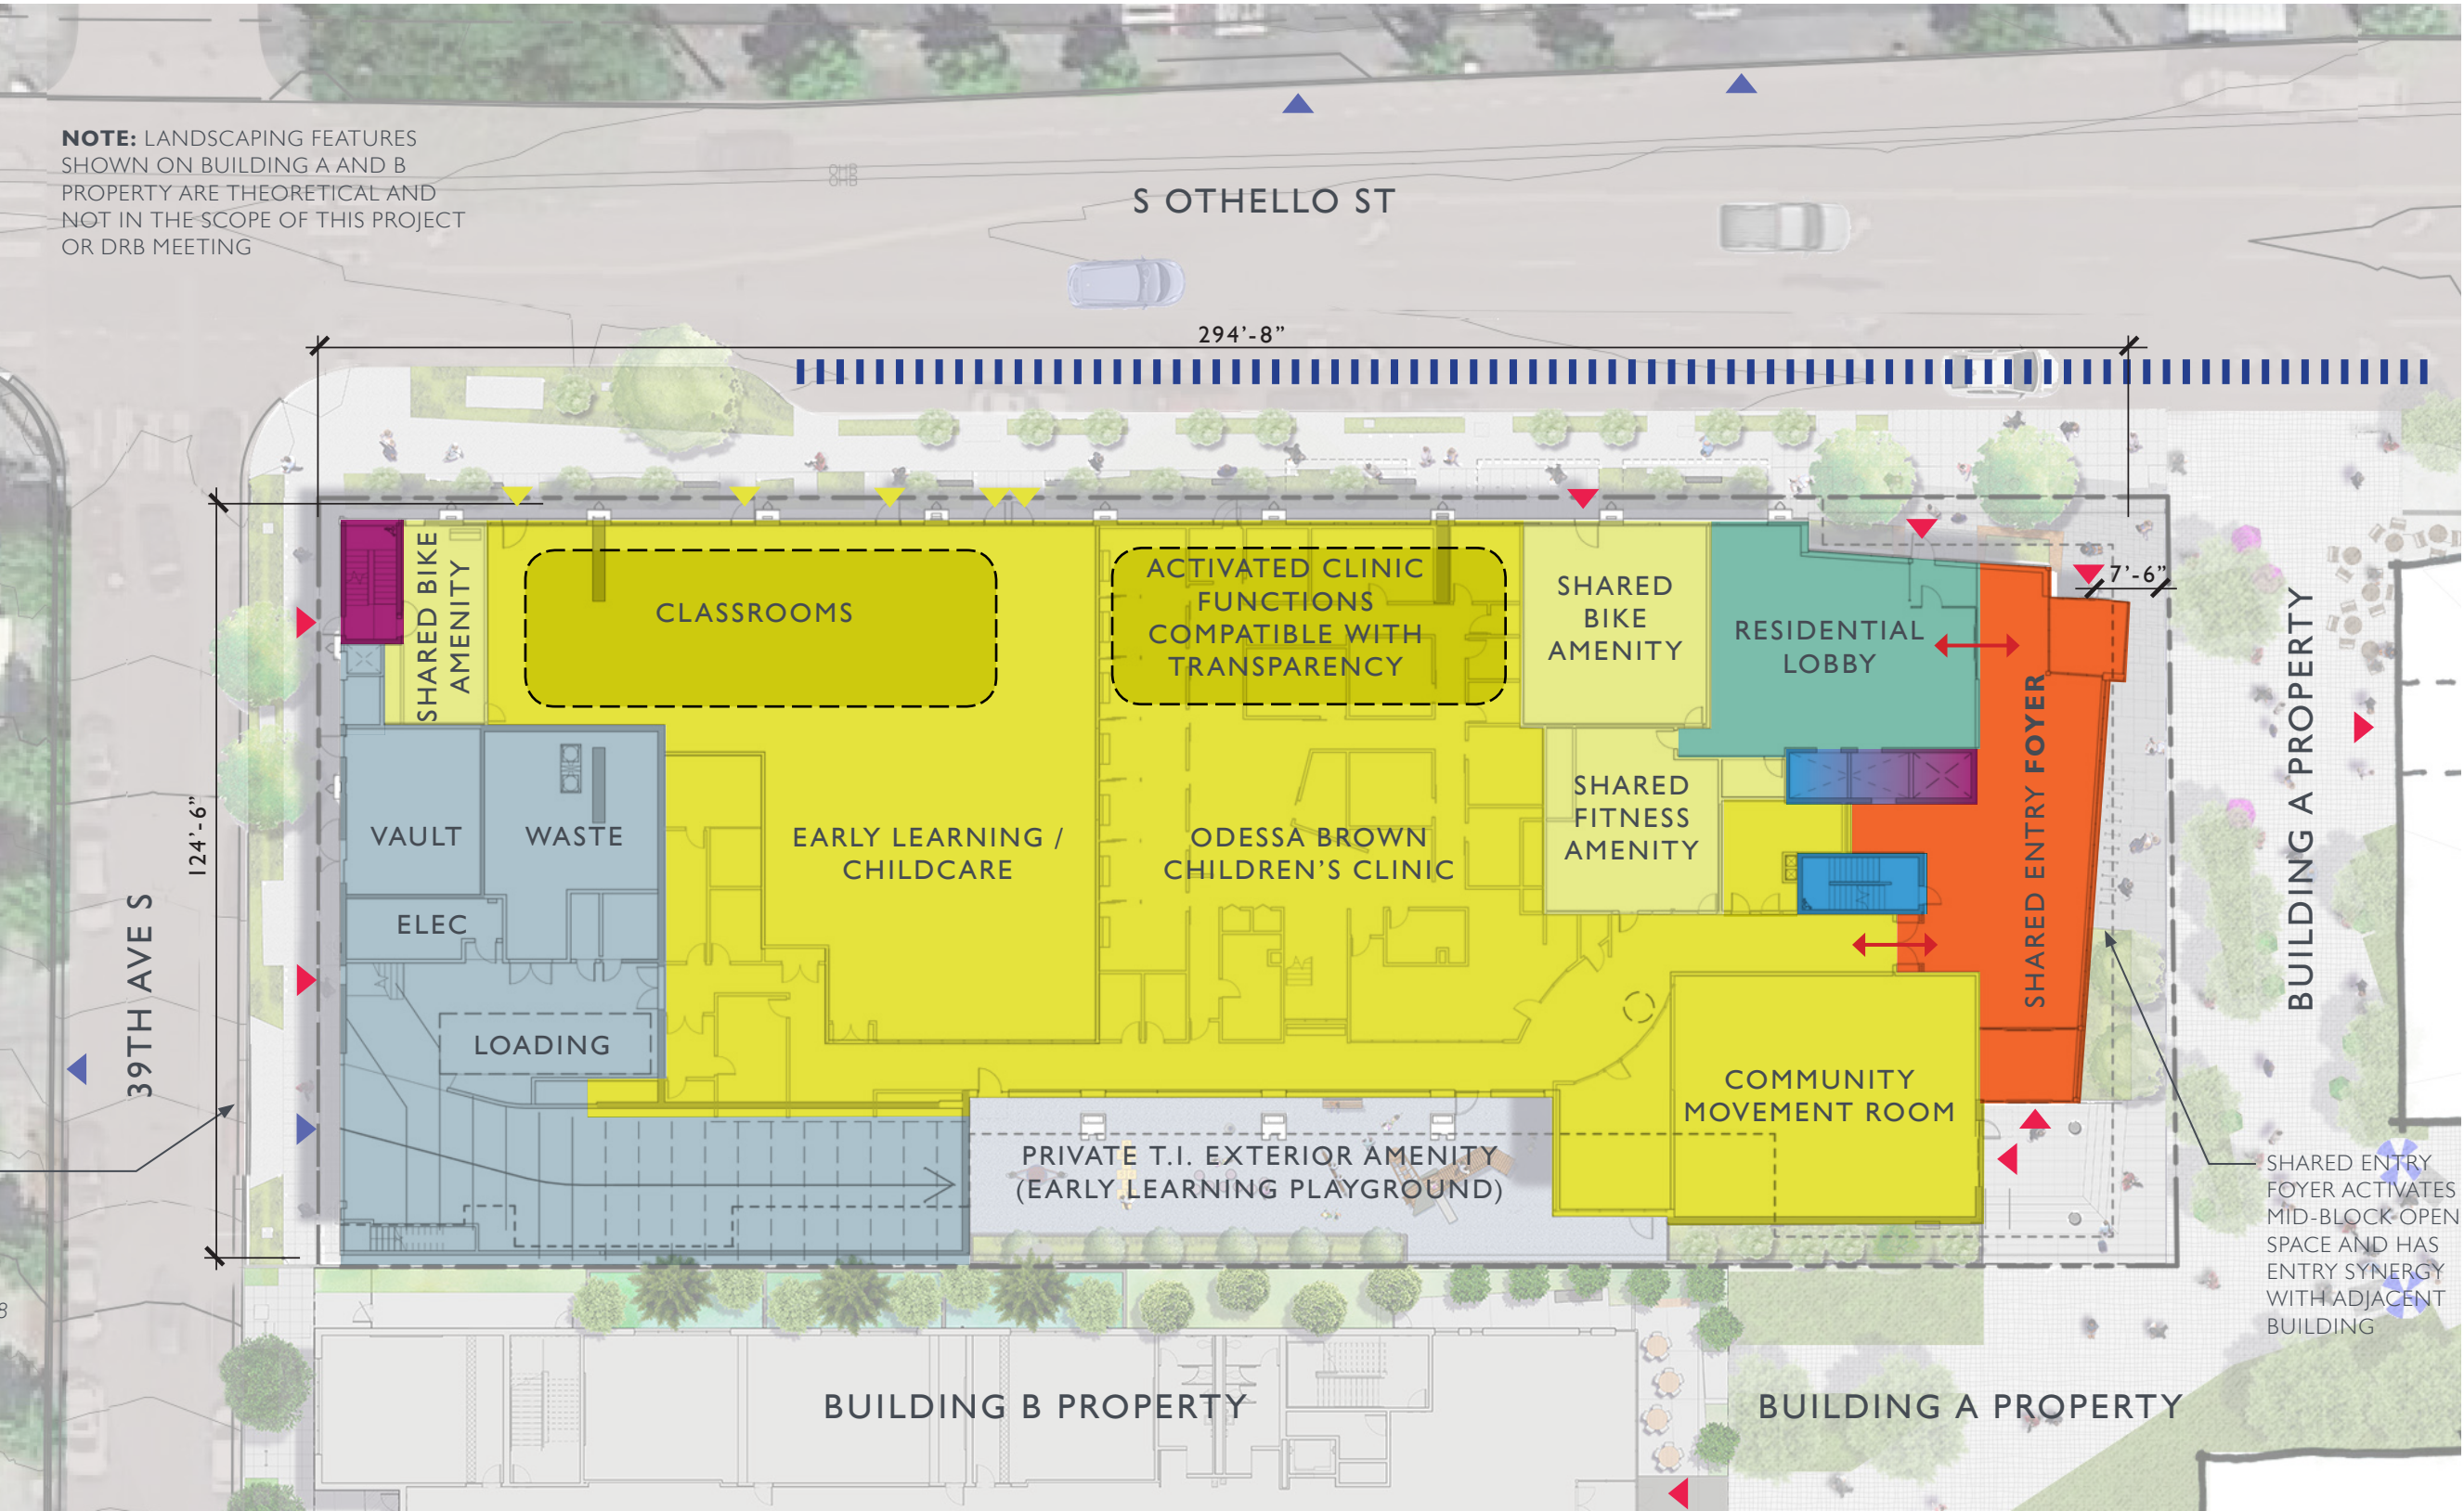 NOTE: LANDSCAPING FEATURES
SHOWN ON BUILDING A AND B
PROPERTY ARE THEORETICAL AND
NOT IN THE SCOPE OF THIS PROJECT
OR DRB MEETING
OHB
OHB
S OTHELLO ST
294'-8”
7'-6”
124'-6”
39TH AVE S
SHARED BIKE
AMENITY
CLASSROOMS
ACTIVATED CLINIC
FUNCTIONS
COMPATIBLE WITH
TRANSPARENCY
SHARED
BIKE
AMENITY
RESIDENTIAL
LOBBY
SHARED ENTRY FOYER
BUILDING A PROPERTY
VAULT
WASTE
EARLY LEARNING /
CHILDCARE
ODESSA BROWN
CHILDREN'S CLINIC
SHARED
FITNESS
AMENITY
ELEC
LOADING
COMMUNITY
MOVEMENT ROOM
PRIVATE T.I. EXTERIOR AMENITY
(EARLY LEARNING PLAYGROUND)
SHARED ENTRY
FOYER ACTIVATES
MID-BLOCK OPEN
SPACE AND HAS
ENTRY SYNERGY
WITH ADJACENT
BUILDING
8
BUILDING B PROPERTY
BUILDING A PROPERTY